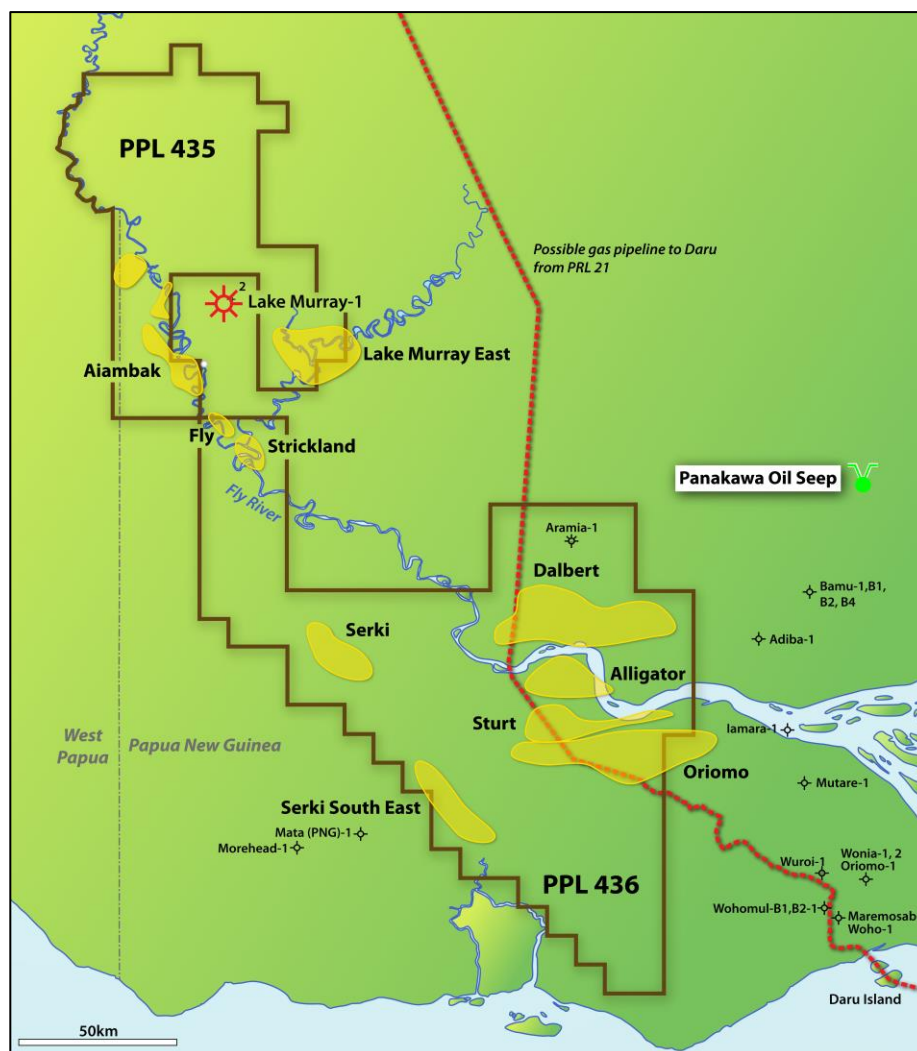 PPL 435
Possible gas pipeline to Daru
from PRL 21
2
Lake Murray-1
Lake Murray East
Aiambak
Fly
Strickland
Panakawa Oil Seep
Fly River
Aramia-1
Dalbert
Bamu-1,B1,
B2, B4
Serki
Adiba-1
Alligator
Sturt
West
Papua
Papua New Guinea
Iamara-1
Oriomo
Mutare-1
Serki South East
Mata (PNG)-1
Morehead-1
Wuroi-1
Wonia-1, 2
Oriomo-1
PPL 436
Wohomul-B1,B2-1
Maremosab
Woho-1
Daru Island
50km